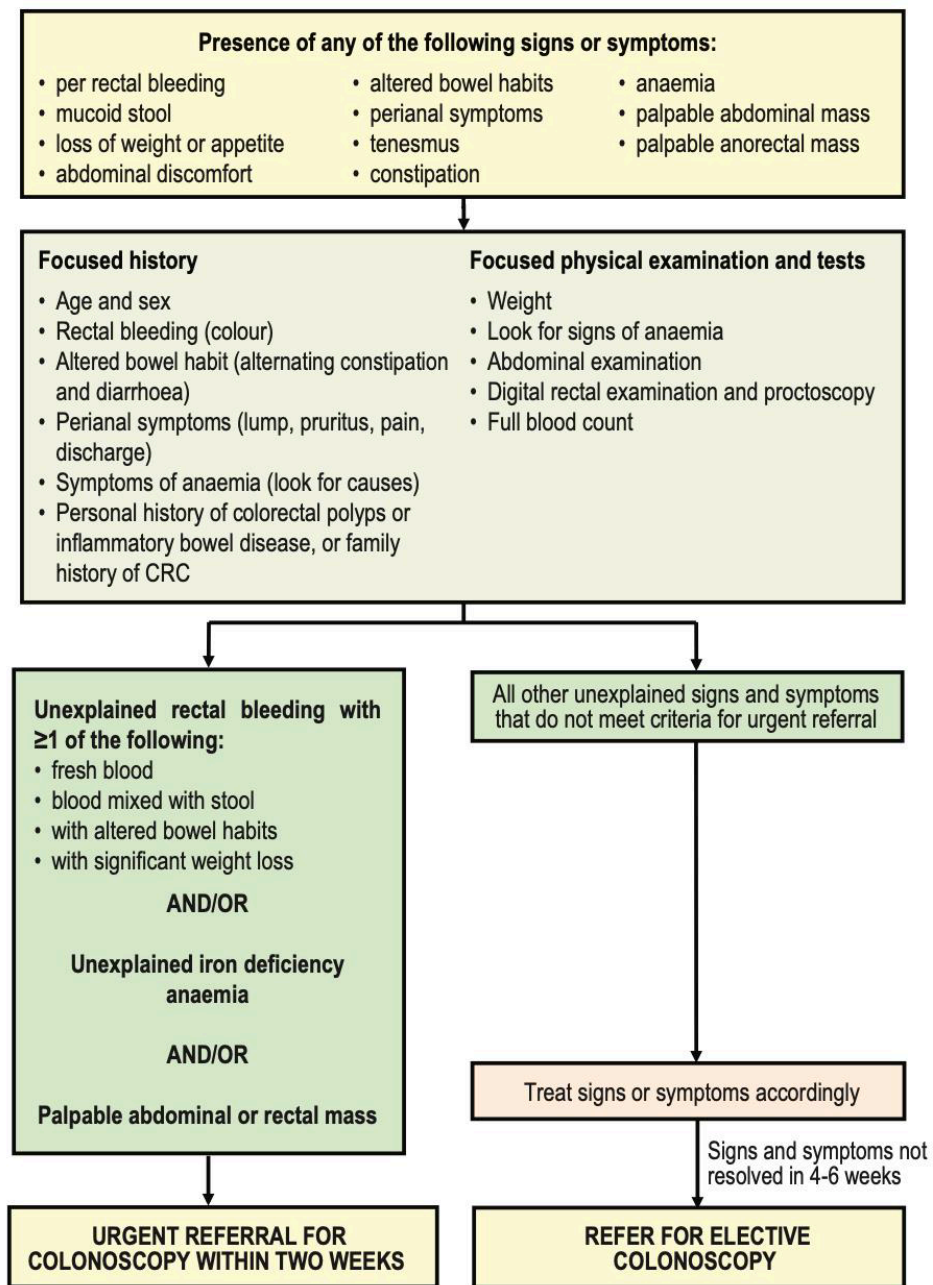 Presence of any of the following signs or symptoms:
• per rectal bleeding
• mucoid stool
• loss of weight or appetite
• abdominal discomfort
• altered bowel habits
• perianal symptoms
• tenesmus
• constipation
• anaemia
• palpable abdominal mass
• palpable anorectal mass
Focused history
• Age and sex
• Rectal bleeding (colour)
• Altered bowel habit (alternating constipation
and diarrhoea)
• Perianal symptoms (lump, pruritus, pain,
discharge)
• Symptoms of anaemia (look for causes)
• Personal history of colorectal polyps or
inflammatory bowel disease, or family
history of CRC
Focused physical examination and tests
• Weight
• Look for signs of anaemia
• Abdominal examination
• Digital rectal examination and proctoscopy
• Full blood count
Unexplained rectal bleeding with
≥1 of the following:
• fresh blood
• blood mixed with stool
• with altered bowel habits
• with significant weight loss
AND/OR
Unexplained iron deficiency
anaemia
AND/OR
Palpable abdominal or rectal mass
URGENT REFERRAL FOR
COLONOSCOPY WITHIN TWO WEEKS
All other unexplained signs and symptoms
that do not meet criteria for urgent referral
Treat signs or symptoms accordingly
Signs and symptoms not
resolved in 4-6 weeks
REFER FOR ELECTIVE
COLONOSCOPY